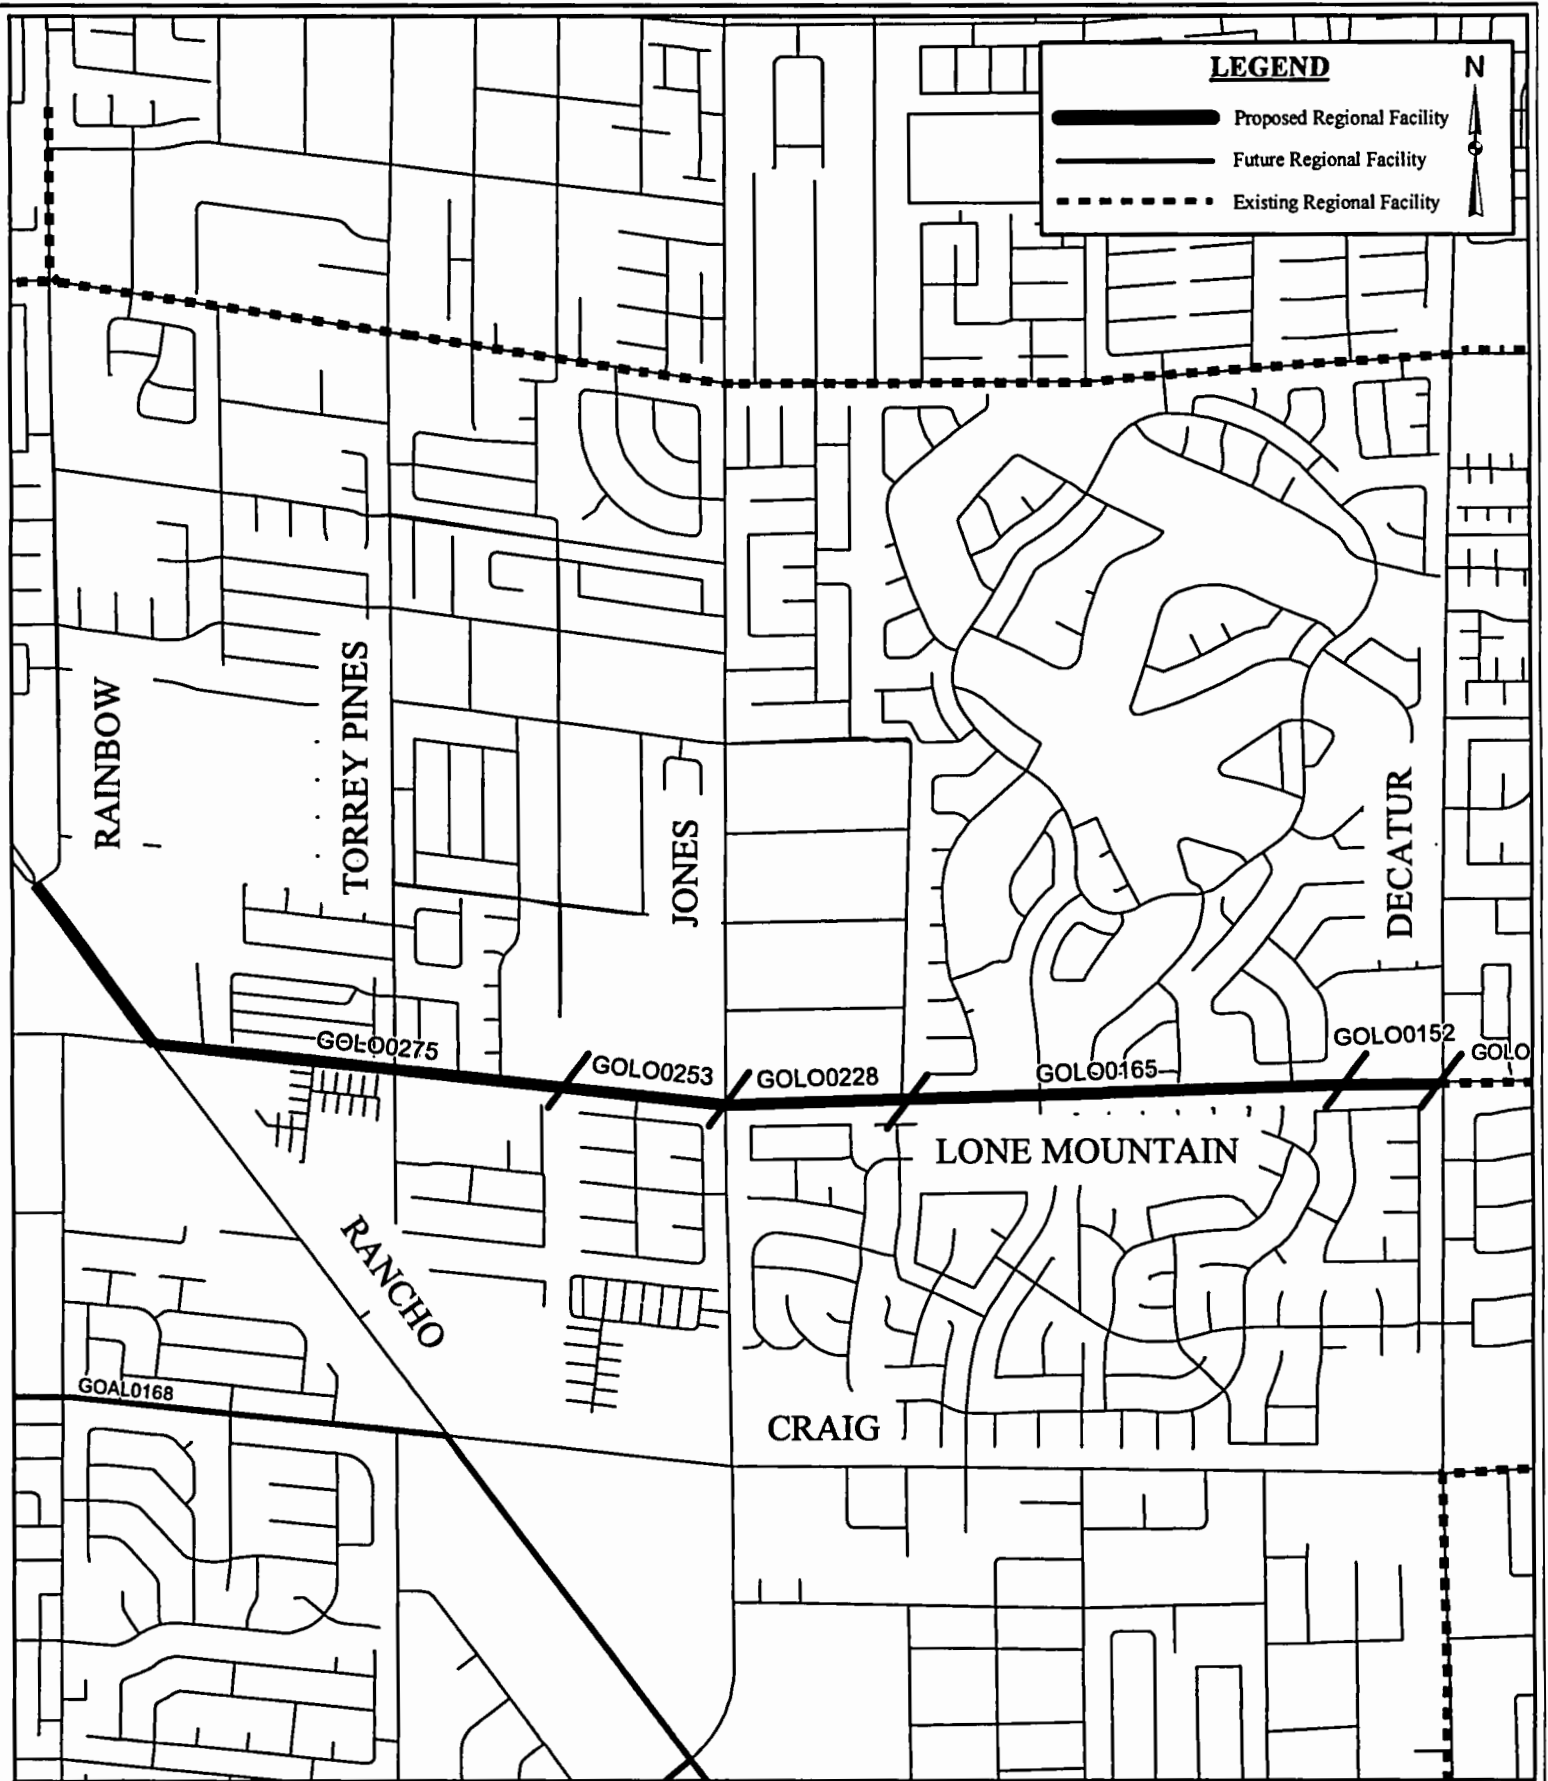 LEGEND
N
Proposed Regional Facility
Future Regional Facility
Existing Regional Facility
RAINBOW
TORREY PINES
JONES
DECATUR
GOLO0275
GOLO0253
GOLO0228
GOLO0165
GOLO0152
GOLO
LONE MOUNTAIN
RANCHO
GOAL0168
CRAIG